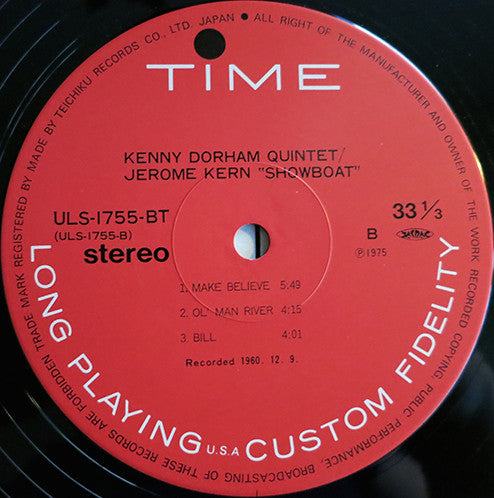 TRADE MARK REGISTERED BY MADE BY TEICHIKU RECORDS CO., LTD. JAPAN • ALL RIGHT OF THE MANUFACTURER AND OWNER OF THE WORK RECORDED COPYING, PUBLIC PERFORMANCE, BROADCASTING OF THESE RECORDS ARE FORBIDDEN
TIME
KENNY DORHAM QUINTET/
JEROME KERN "SHOWBOAT"
ULS-1755-BT
(ULS-1755-B)
stereo
B
33 1/3
Ⓟ1975
1. MAKE BELIEVE 5:49
2. OL' MAN RIVER 4:15
3. BILL 4:01
Recorded 1960. 12. 9.
LONG PLAYING U.S.A CUSTOM FIDELITY